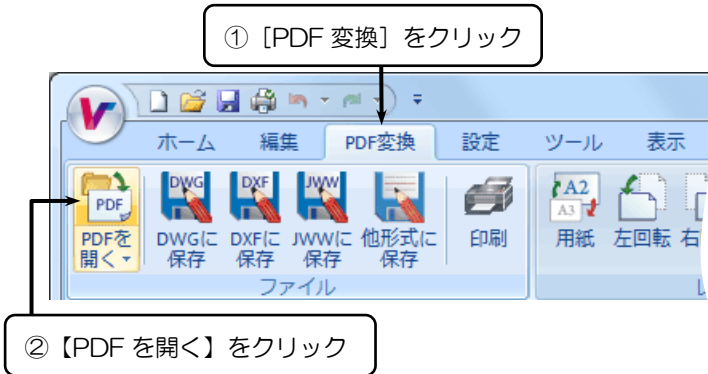 ① [PDF 変換] をクリック
ホーム 編集 PDF変換 設定 ツール 表示
PDF DWG DXF JWW A2 A3
PDFを開く DWGに保存 DXFに保存 JWWに保存 他形式に保存 印刷 用紙 左回転 右
ファイル
②【PDF を開く】をクリック